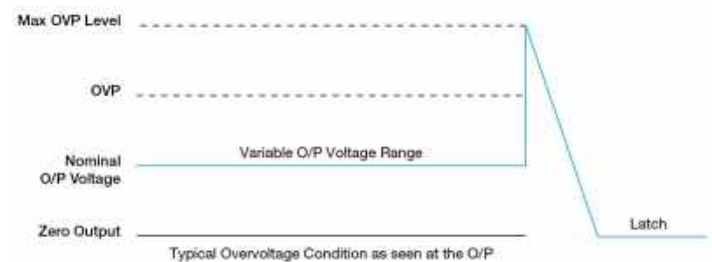 Max OVP Level
OVP
Variable O/P Voltage Range
Nominal
O/P Voltage
Zero Output
Latch
Typical Overvoltage Condition as seen at the O/P